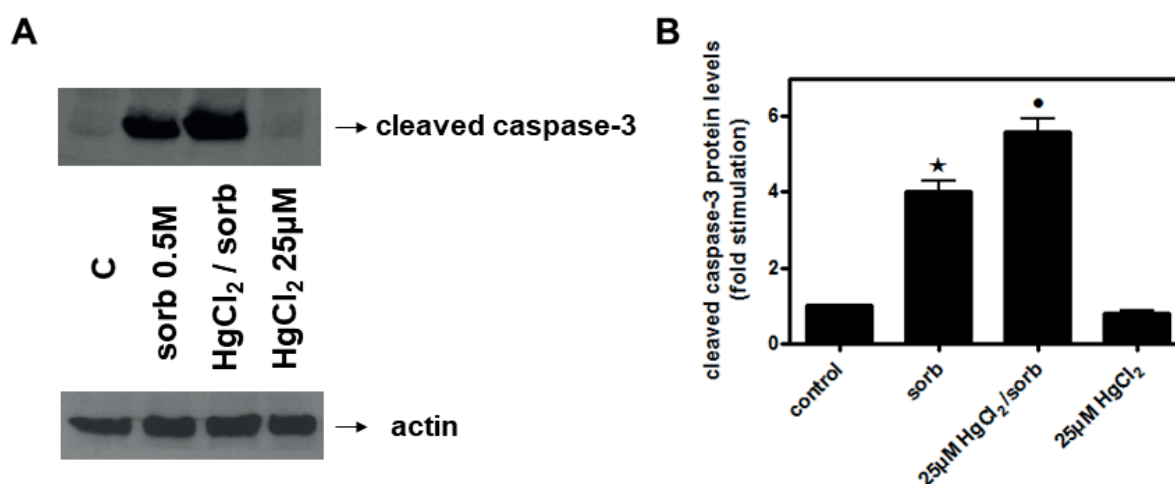 A
→ cleaved caspase-3
C
sorb 0.5M
HgCl₂ / sorb
HgCl₂ 25µM
→ actin
B
cleaved caspase-3 protein levels
(fold stimulation)
6
4
2
0
★
•
control
sorb
25µM HgCl₂/sorb
25µM HgCl₂